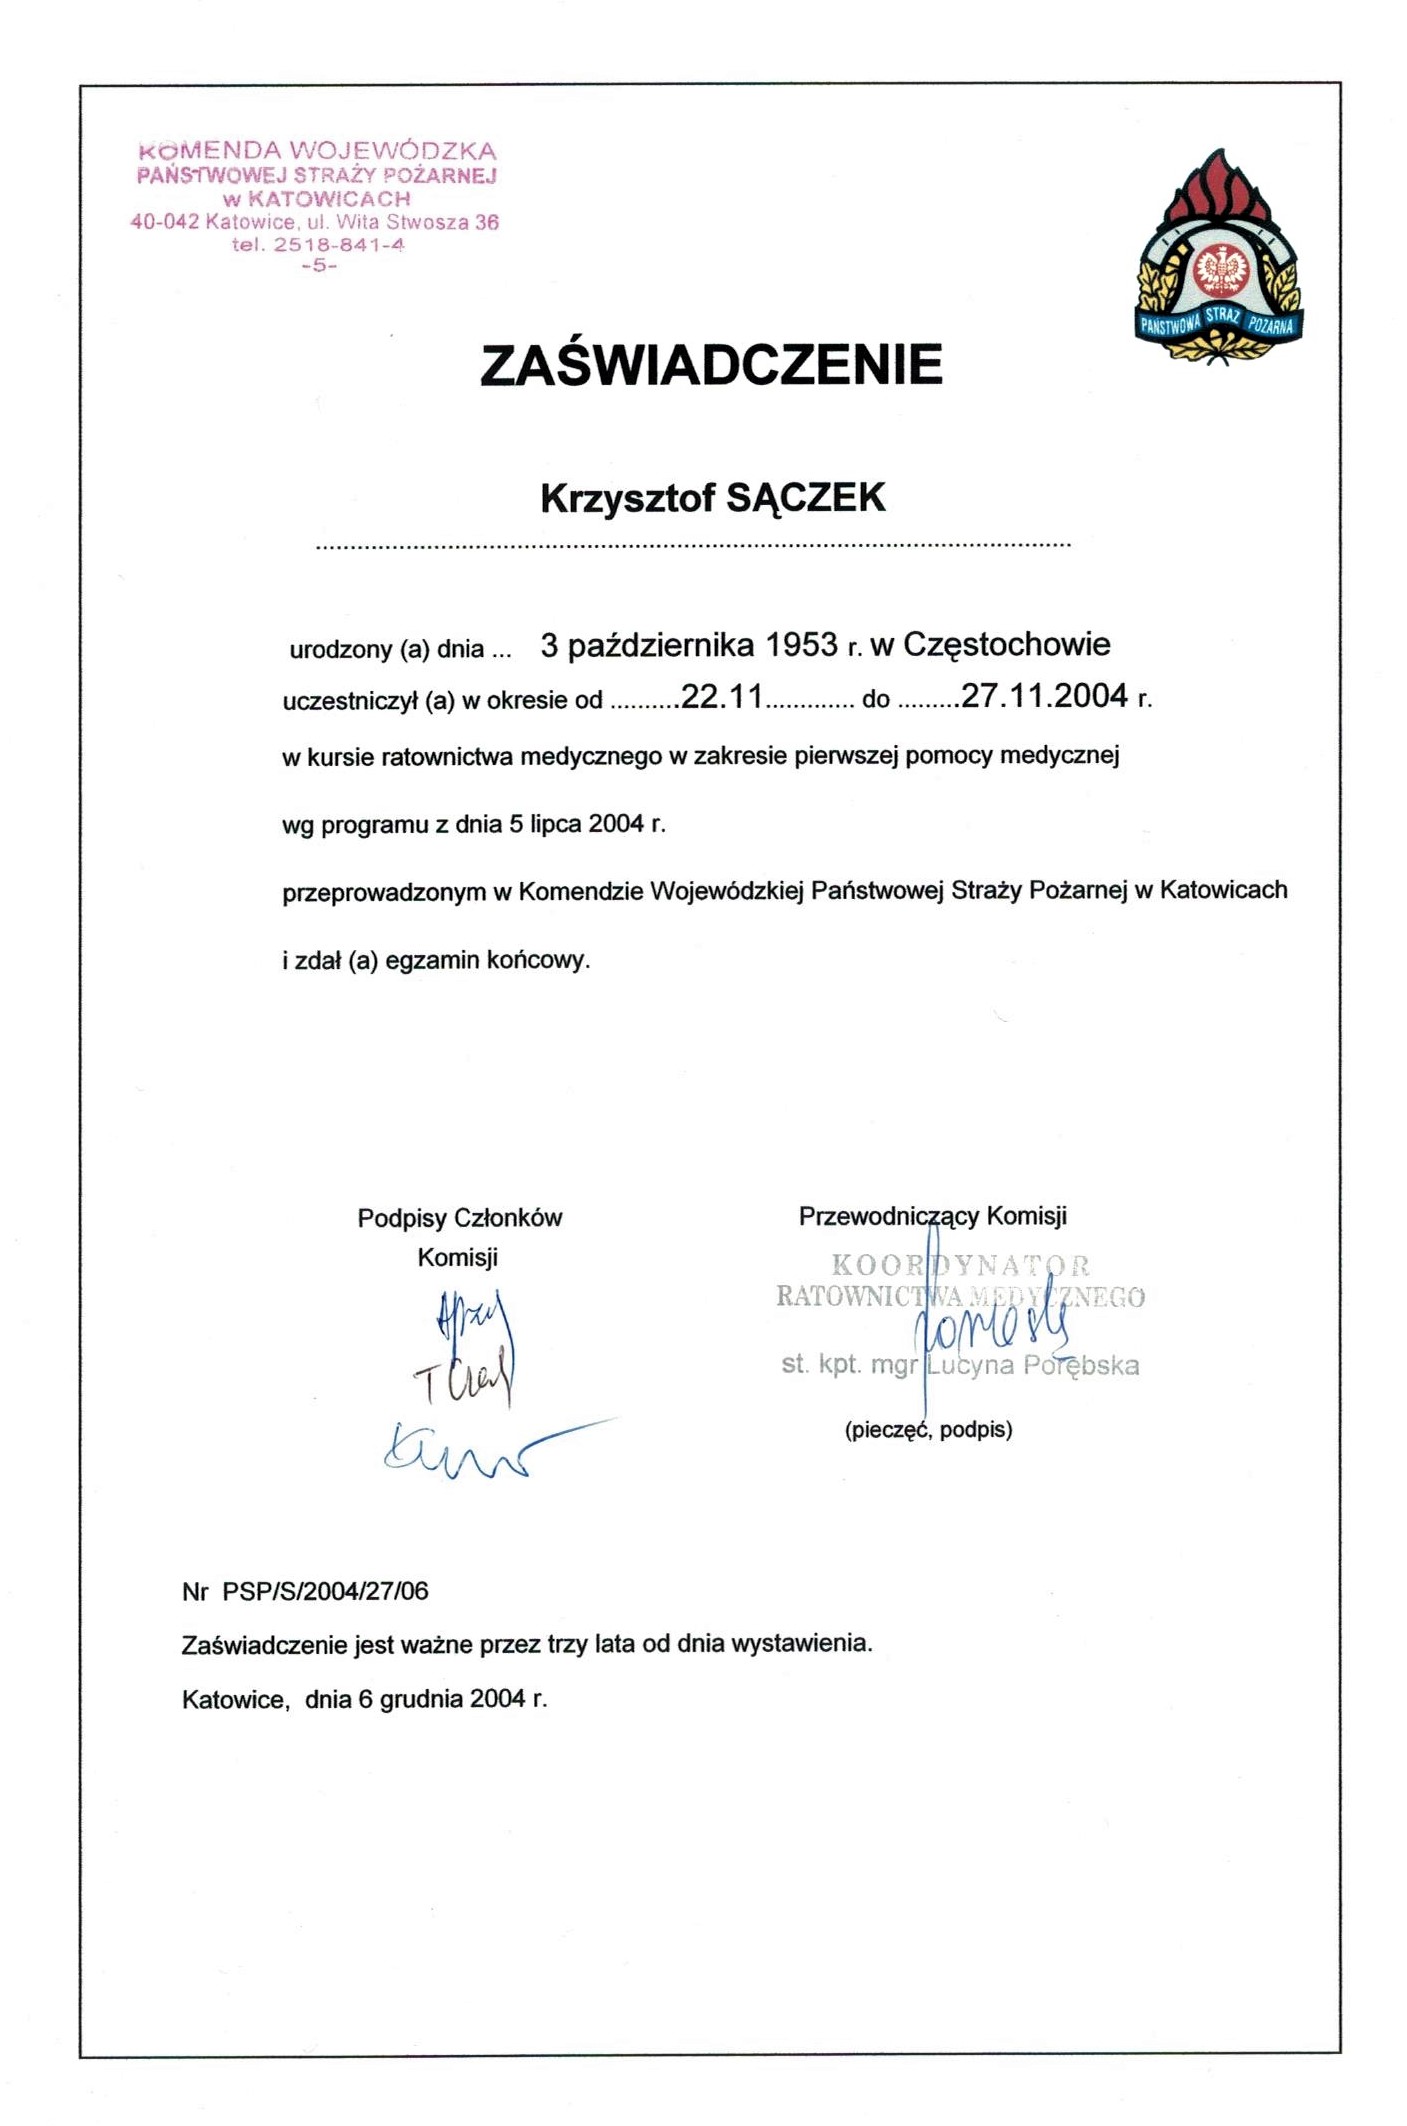 KOMENDA WOJEWÓDZKA
PAŃSTWOWEJ STRAŻY POŻARNEJ
w KATOWICACH
40-042 Katowice, ul. Wita Stwosza 36
tel. 2518-841-4
-5-
PAŃSTWOWA STRAŻ POŻARNA
ZAŚWIADCZENIE
Krzysztof SĄCZEK
urodzony (a) dnia ... 3 października 1953 r. w Częstochowie
uczestniczył (a) w okresie od ..........22.11............. do .........27.11.2004 r.
w kursie ratownictwa medycznego w zakresie pierwszej pomocy medycznej
wg programu z dnia 5 lipca 2004 r.
przeprowadzonym w Komendzie Wojewódzkiej Państwowej Straży Pożarnej w Katowicach
i zdał (a) egzamin końcowy.
Podpisy Członków
Komisji
Przewodniczący Komisji
KOORDYNATOR
RATOWNICTWA MEDYCZNEGO
st. kpt. mgr Lucyna Porębska
(pieczęć, podpis)
Nr PSP/S/2004/27/06
Zaświadczenie jest ważne przez trzy lata od dnia wystawienia.
Katowice, dnia 6 grudnia 2004 r.